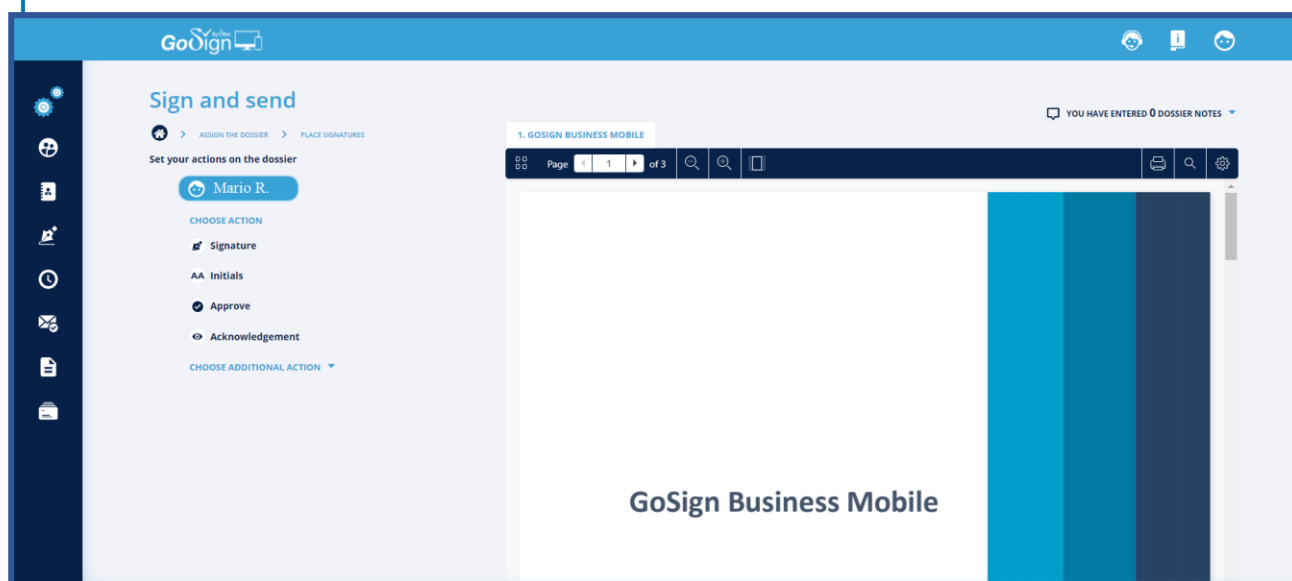 GoSign
Sign and send
YOU HAVE ENTERED 0 DOSSIER NOTES
ASSIGN THE DOSSIER > PLACE SIGNATURES
1. GOSIGN BUSINESS MOBILE
Set your actions on the dossier
Page 1 of 3
Mario R.
CHOOSE ACTION
Signature
AA Initials
Approve
Acknowledgement
CHOOSE ADDITIONAL ACTION
GoSign Business Mobile